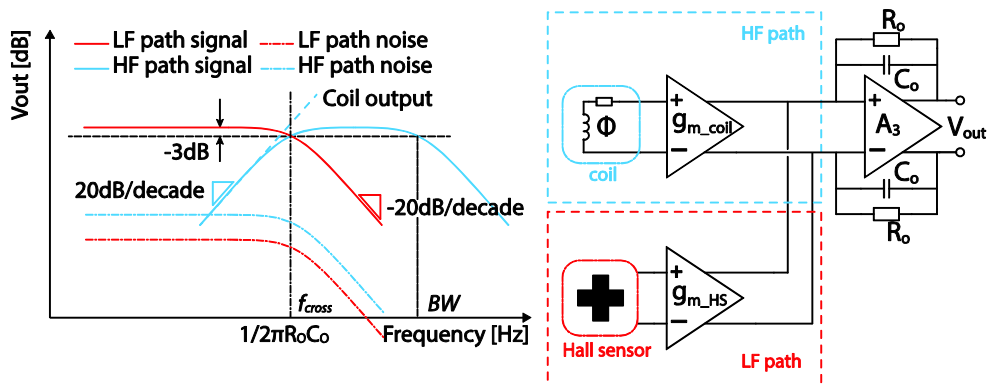 Vout [dB]
LF path signal
LF path noise
HF path signal
HF path noise
Coil output
-3dB
20dB/decade
-20dB/decade
fcross
BW
1/2πRoCo
Frequency [Hz]
HF path
Φ
coil
+
gm_coil
−
Ro
Co
+
A3
−
Vout
Co
Ro
+
gm_HS
−
Hall sensor
LF path